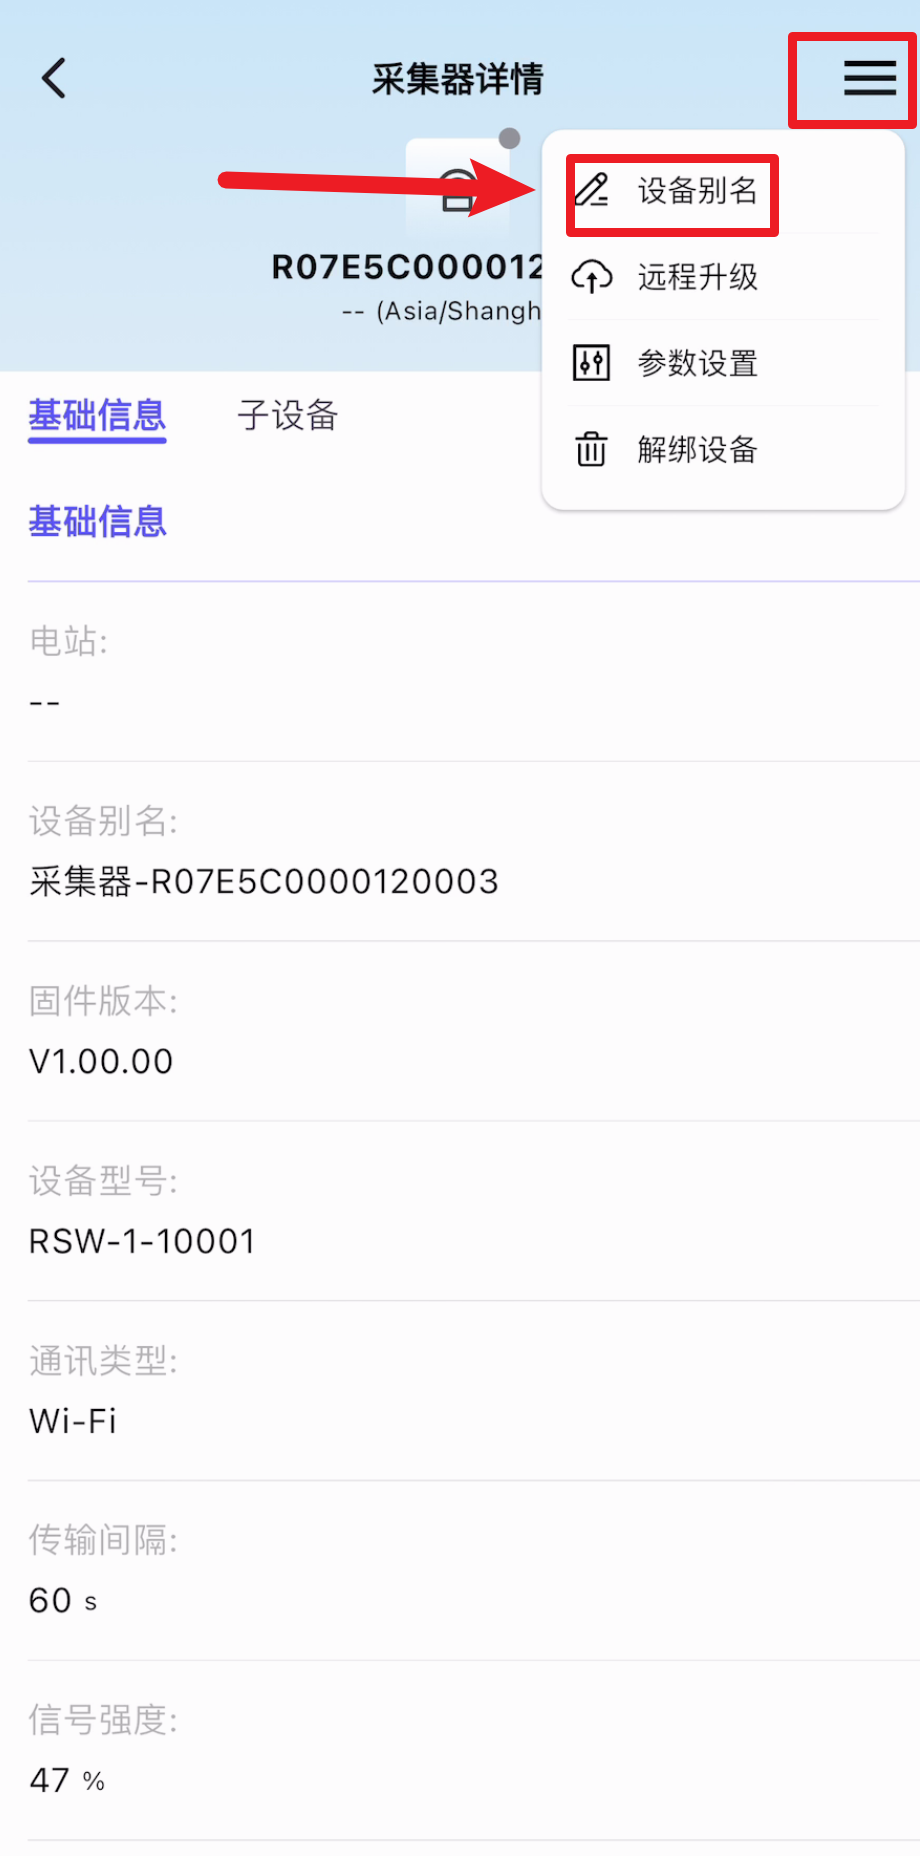 采集器详情
设备别名
R07E5C000012
远程升级
-- (Asia/Shangh
参数设置
基础信息
子设备
解绑设备
基础信息
电站:
--
设备别名:
采集器-R07E5C0000120003
固件版本:
V1.00.00
设备型号:
RSW-1-10001
通讯类型:
Wi-Fi
传输间隔:
60 s
信号强度:
47 %